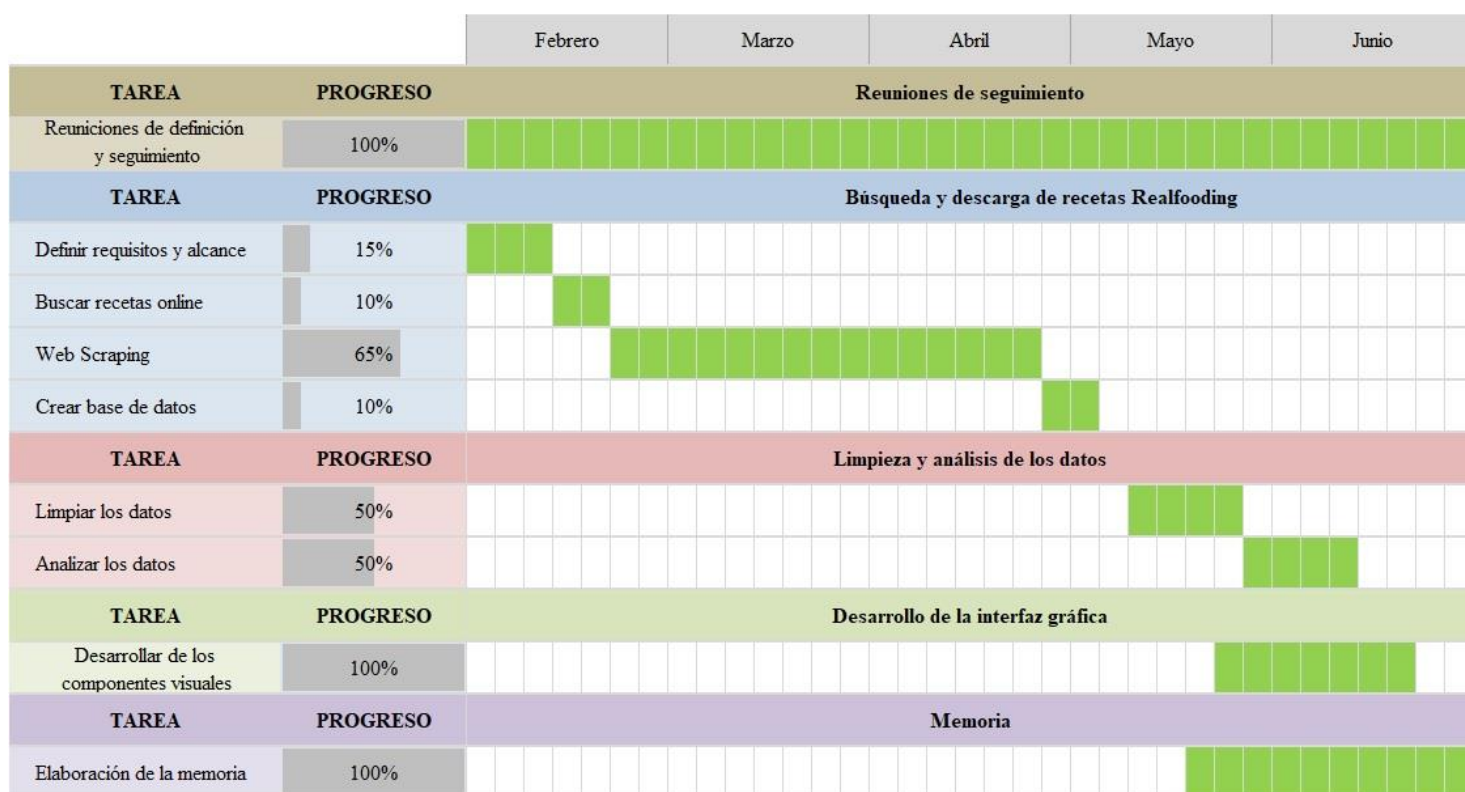 Febrero Marzo Abril Mayo Junio
TAREA PROGRESO Reuniones de seguimiento
Reuniciones de definición
y seguimiento
100%
TAREA PROGRESO Búsqueda y descarga de recetas Realfooding
Definir requisitos y alcance 15%
Buscar recetas online 10%
Web Scraping 65%
Crear base de datos 10%
TAREA PROGRESO Limpieza y análisis de los datos
Limpiar los datos 50%
Analizar los datos 50%
TAREA PROGRESO Desarrollo de la interfaz gráfica
Desarrollar de los
componentes visuales
100%
TAREA PROGRESO Memoria
Elaboración de la memoria 100%